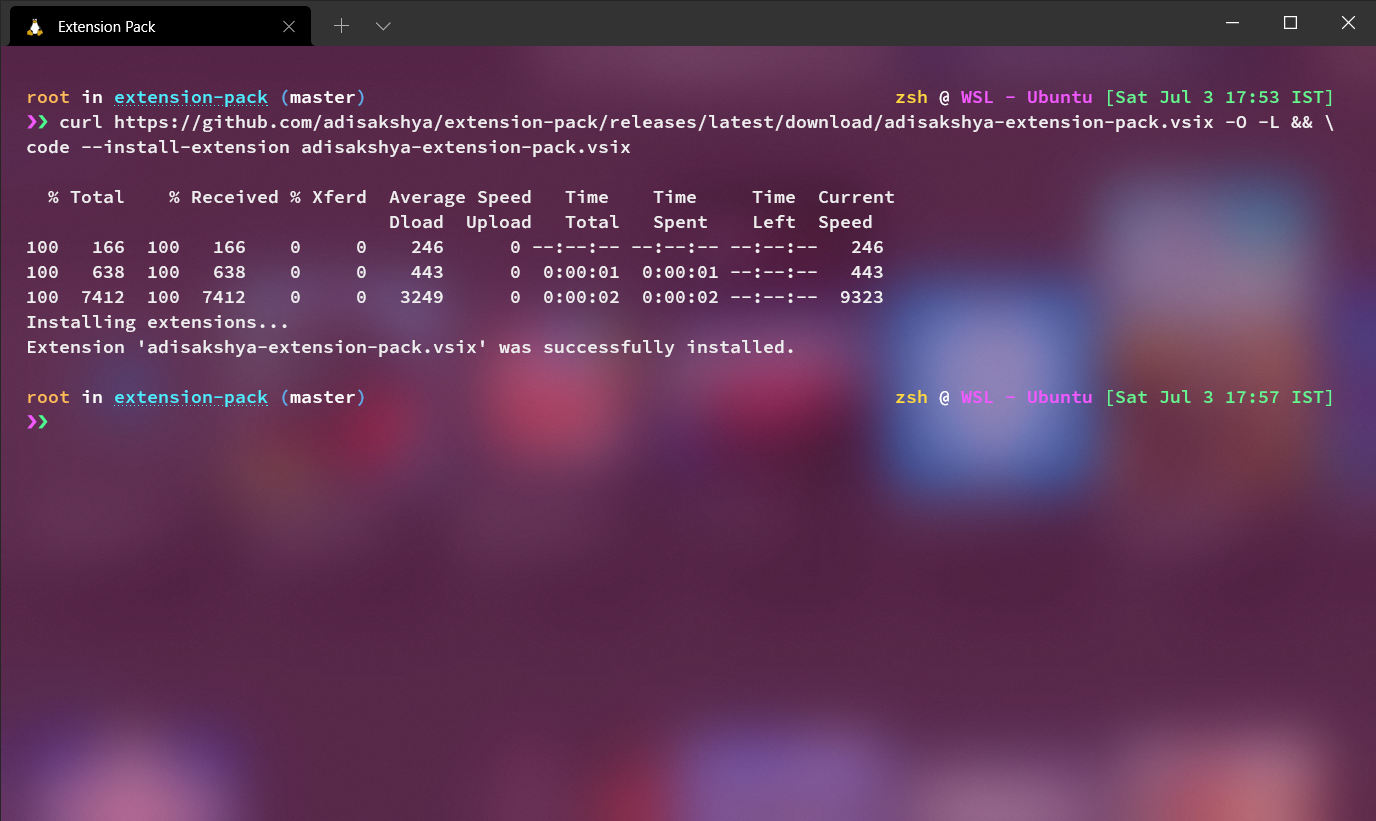 Extension Pack
root in extension-pack (master) zsh @ WSL - Ubuntu [Sat Jul 3 17:53 IST]
❯❯ curl https://github.com/adisakshya/extension-pack/releases/latest/download/adisakshya-extension-pack.vsix -O -L && \
code --install-extension adisakshya-extension-pack.vsix
% Total % Received % Xferd Average Speed Time Time Time Current
Dload Upload Total Spent Left Speed
100 166 100 166 0 0 246 0 --:--:-- --:--:-- --:--:-- 246
100 638 100 638 0 0 443 0 0:00:01 0:00:01 --:--:-- 443
100 7412 100 7412 0 0 3249 0 0:00:02 0:00:02 --:--:-- 9323
Installing extensions...
Extension 'adisakshya-extension-pack.vsix' was successfully installed.
root in extension-pack (master) zsh @ WSL - Ubuntu [Sat Jul 3 17:57 IST]
❯❯